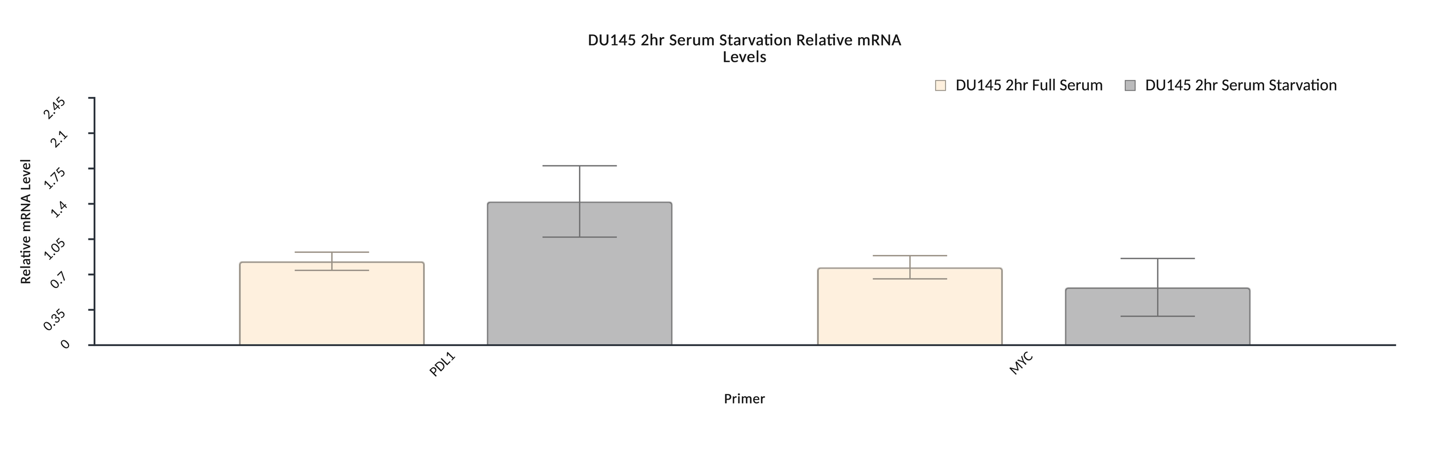 DU145 2hr Serum Starvation Relative mRNA
Levels
DU145 2hr Full Serum
DU145 2hr Serum Starvation
Relative mRNA Level
2.45
2.1
1.75
1.4
1.05
0.7
0.35
0
PDL1
MYC
Primer